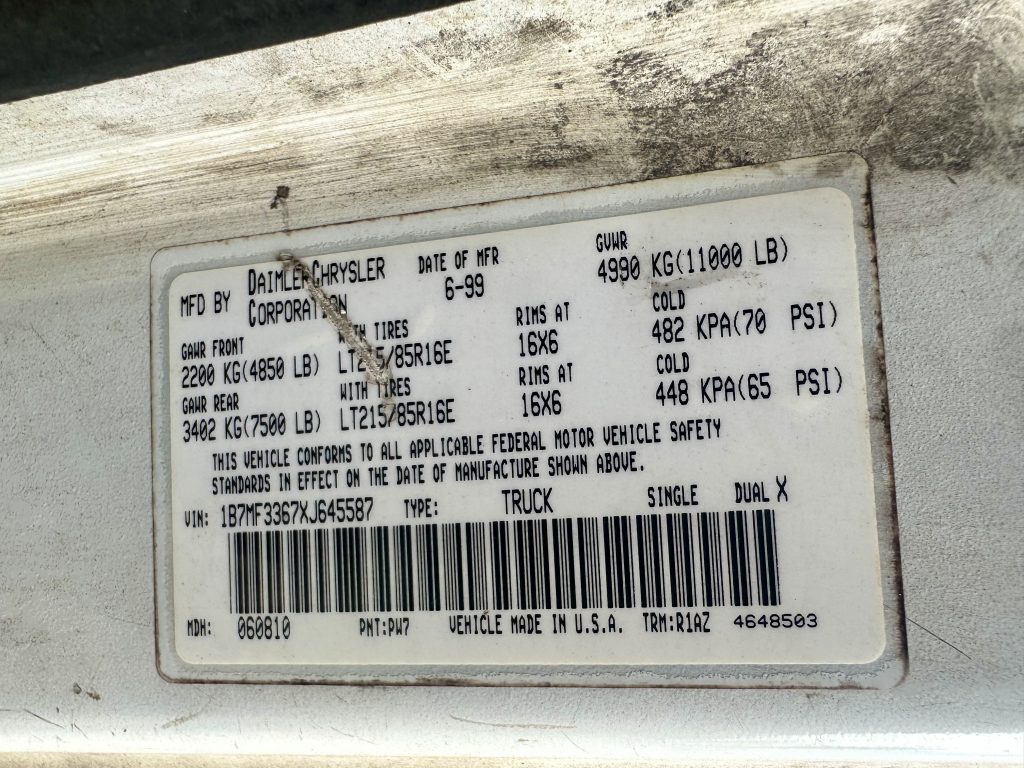 MFD BY DAIMLERCHRYSLER CORPORATION DATE OF MFR 6-99 GVWR 4990 KG(11000 LB)
GAWR FRONT WITH TIRES RIMS AT COLD
2200 KG(4850 LB) LT215/85R16E 16X6 482 KPA(70 PSI)
GAWR REAR WITH TIRES RIMS AT COLD
3402 KG(7500 LB) LT215/85R16E 16X6 448 KPA(65 PSI)
THIS VEHICLE CONFORMS TO ALL APPLICABLE FEDERAL MOTOR VEHICLE SAFETY
STANDARDS IN EFFECT ON THE DATE OF MANUFACTURE SHOWN ABOVE.
VIN: 1B7MF3367XJ645587 TYPE: TRUCK SINGLE DUAL X
MDH: 060810 PNT:PW7 VEHICLE MADE IN U.S.A. TRM:R1AZ 4648503